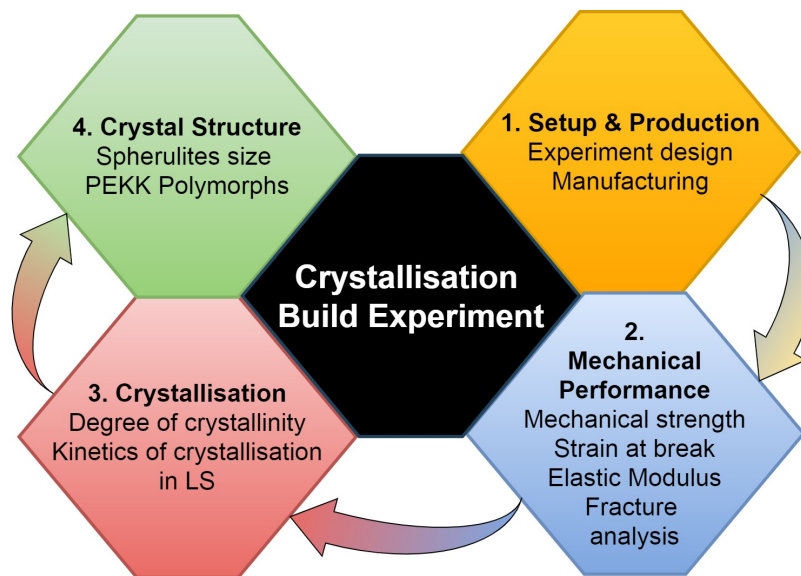 4. Crystal Structure
Spherulites size
PEKK Polymorphs
1. Setup & Production
Experiment design
Manufacturing
Crystallisation
Build Experiment
2.
Mechanical
Performance
Mechanical strength
Strain at break
Elastic Modulus
Fracture
analysis
3. Crystallisation
Degree of crystallinity
Kinetics of crystallisation
in LS